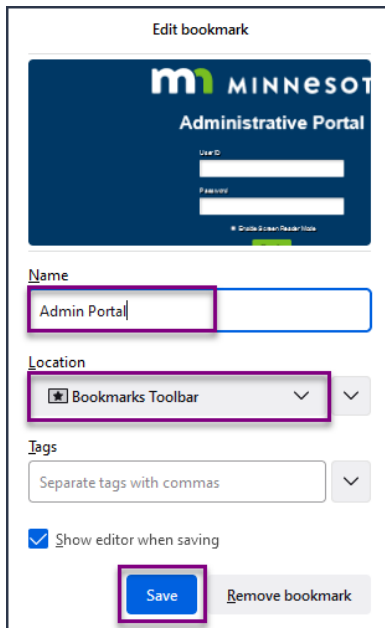 Edit bookmark
mn MINNESOT
Administrative Portal
User ID
Password
Enable Screen Reader Mode
Name
Admin Portal
Location
Bookmarks Toolbar
Tags
Separate tags with commas
Show editor when saving
Save Remove bookmark